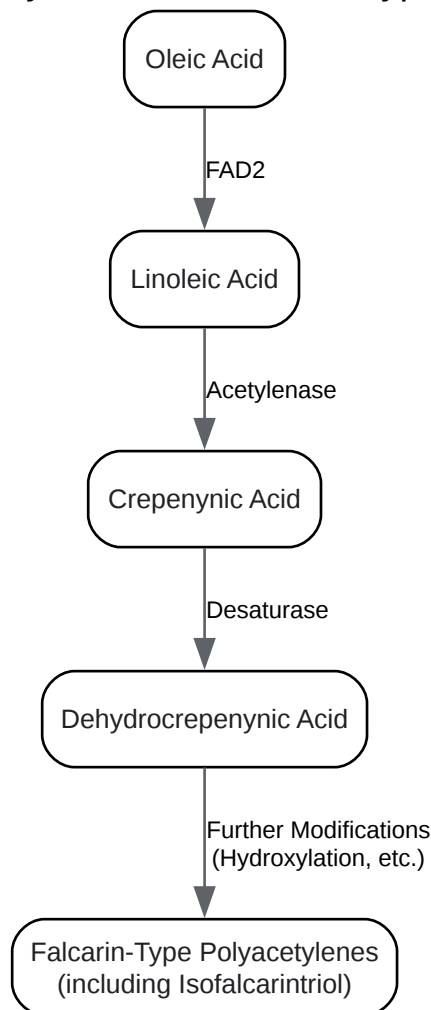 Oleic Acid
FAD2
Linoleic Acid
Acetylenase
Crepenynic Acid
Desaturase
Dehydrocrepenynic Acid
Further Modifications
(Hydroxylation, etc.)
Falcarin-Type Polyacetylenes
(including Isofalcarintriol)